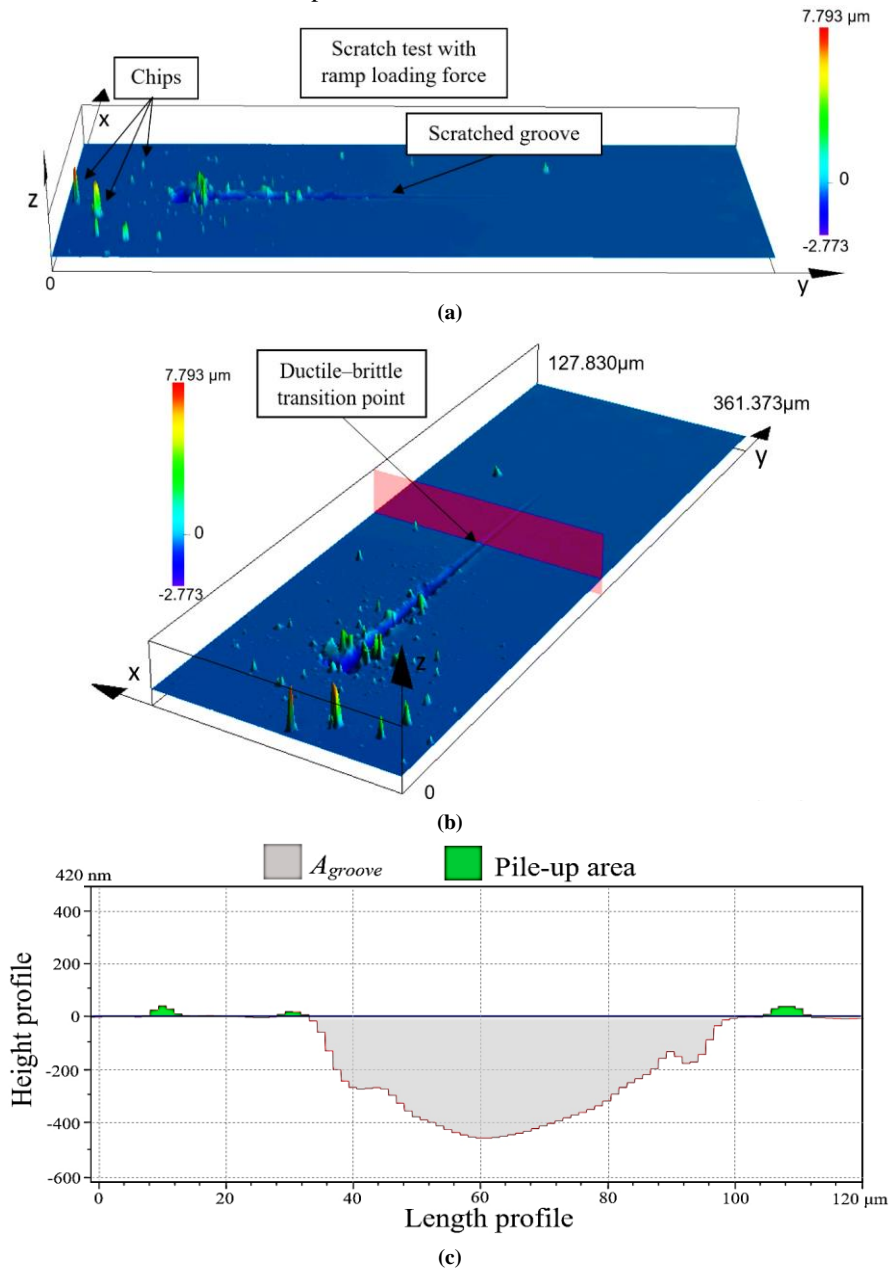 7.793 µm
Scratch test with
ramp loading force
Chips
x
Scratched groove
z
0
-2.773
0
y
(a)
127.830µm
7.793 µm
Ductile–brittle
transition point
361.373µm
y
0
-2.773
x
z
0
(b)
A_groove
Pile-up area
420 nm
400
200
0
-200
-400
-600
Height profile
0
20
40
60
80
100
120 µm
Length profile
(c)